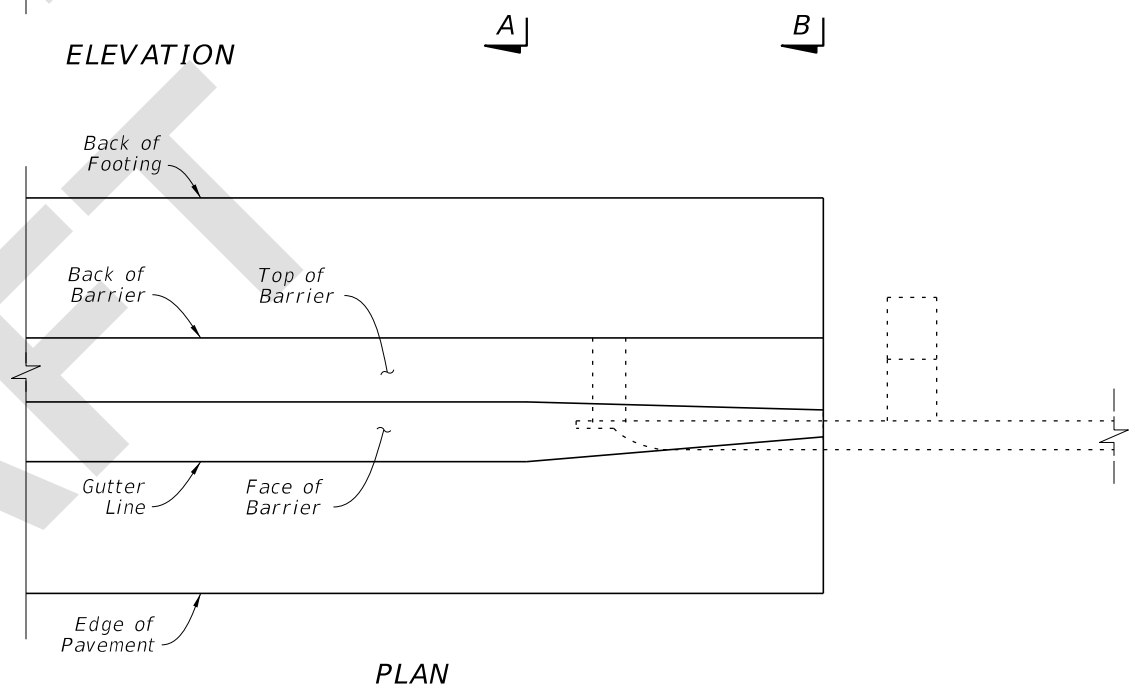 A
B
ELEVATION
Back of
Footing
Back of
Barrier
Top of
Barrier
Gutter
Line
Face of
Barrier
Edge of
Pavement
PLAN